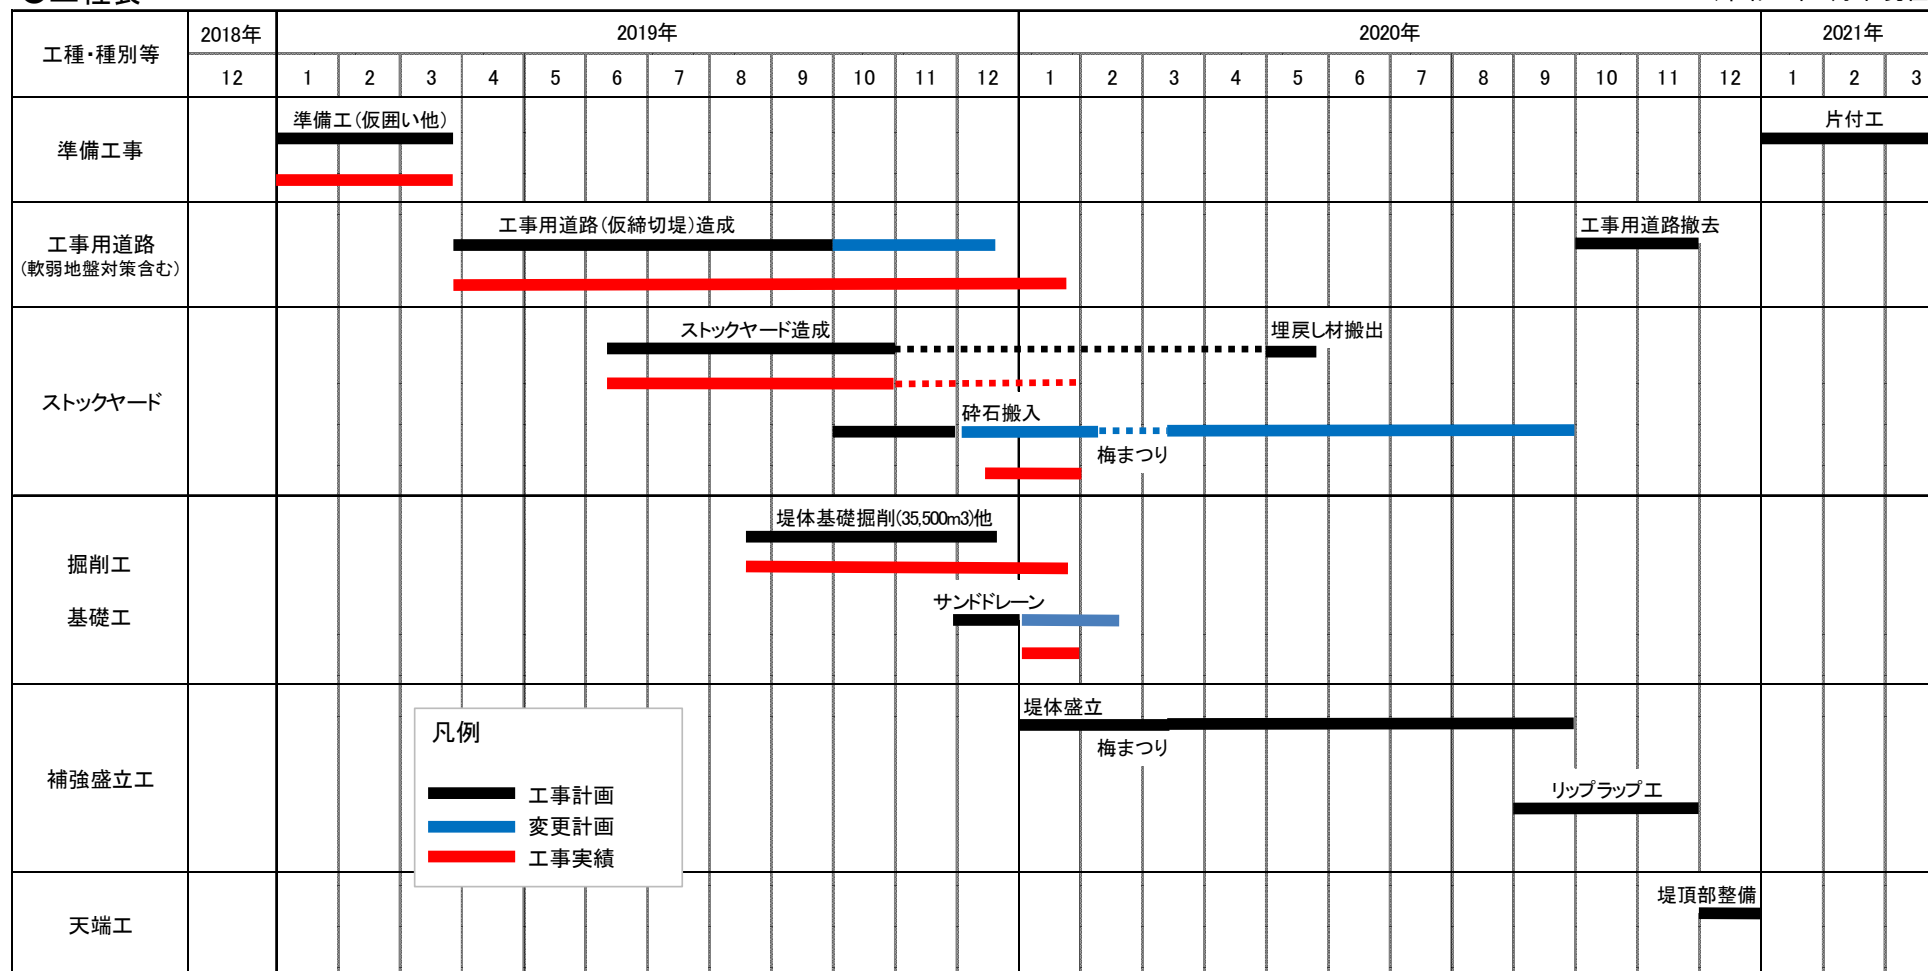 工種・種別等 2018年 2019年 2020年 2021年
12 1 2 3 4 5 6 7 8 9 10 11 12 1 2 3 4 5 6 7 8 9 10 11 12 1 2 3
準備工事
準備工(仮囲い他)
片付工
工事用道路
(軟弱地盤対策含む)
工事用道路(仮締切堤)造成
工事用道路撤去
ストックヤード
ストックヤード造成
埋戻し材搬出
砕石搬入
梅まつり
掘削工
堤体基礎掘削(35,500m3)他
基礎工
サンドドレーン
補強盛立工
堤体盛立
梅まつり
リップラップ工
凡例
工事計画
変更計画
工事実績
天端工
堤頂部整備